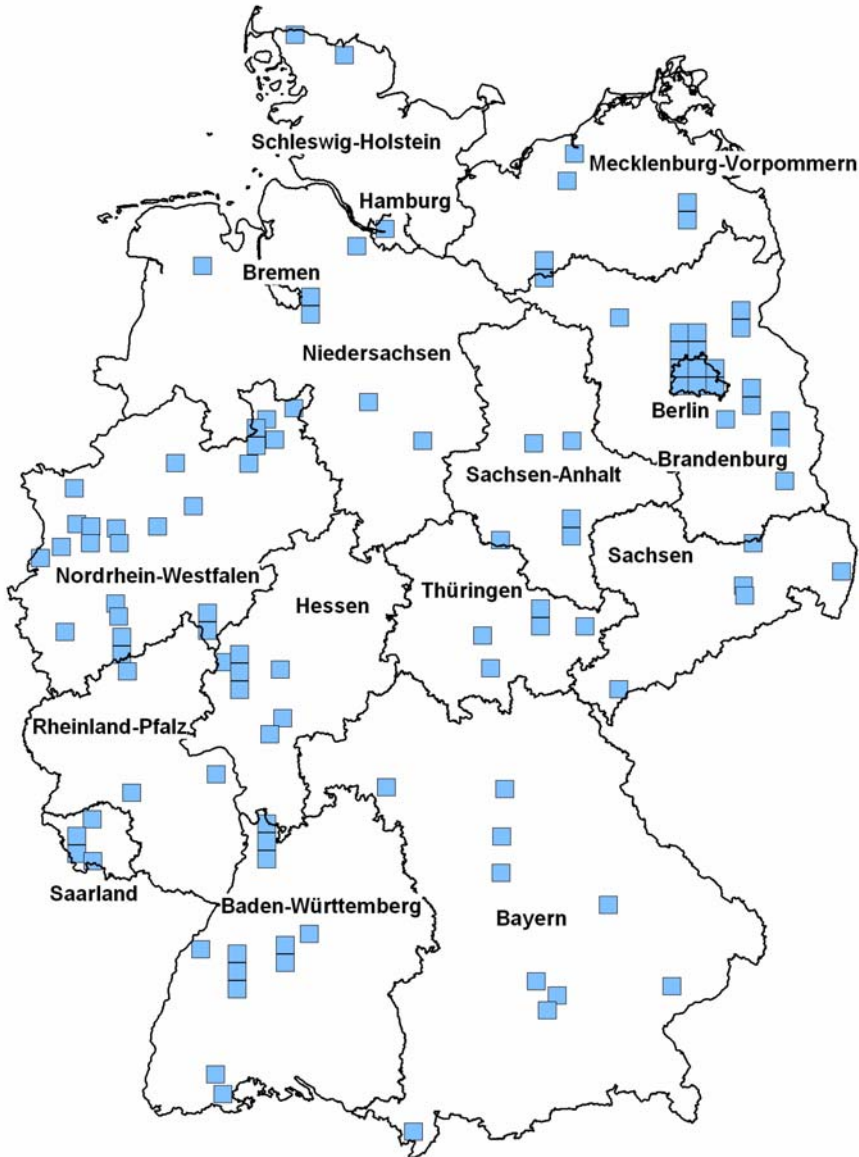 Schleswig-Holstein
Mecklenburg-Vorpommern
Hamburg
Bremen
Niedersachsen
Berlin
Brandenburg
Sachsen-Anhalt
Sachsen
Nordrhein-Westfalen
Hessen
Thüringen
Rheinland-Pfalz
Saarland
Baden-Württemberg
Bayern